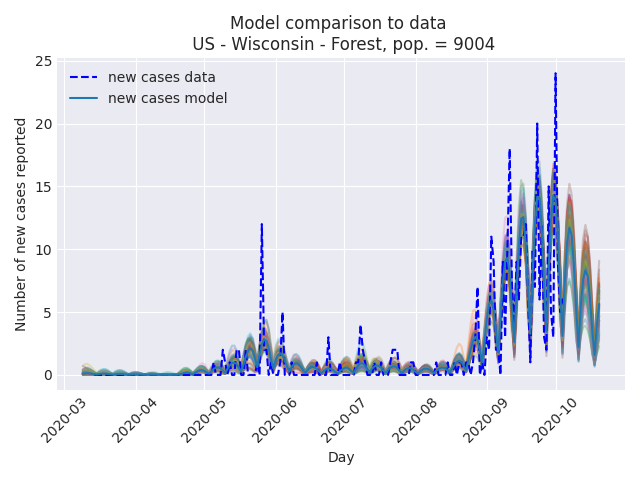 Model comparison to data
US - Wisconsin - Forest, pop. = 9004
new cases data
new cases model
Number of new cases reported
25
20
15
10
5
0
2020-03
2020-04
2020-05
2020-06
2020-07
2020-08
2020-09
2020-10
Day